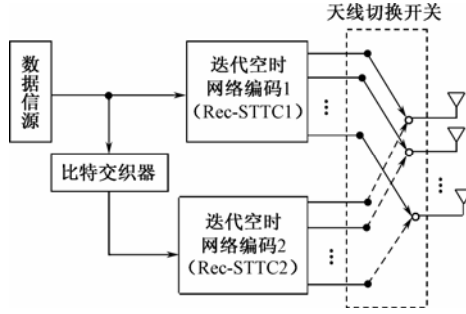 天线切换开关
数据信源
迭代空时
网络编码1
(Rec-STTC1)
比特交织器
迭代空时
网络编码2
(Rec-STTC2)